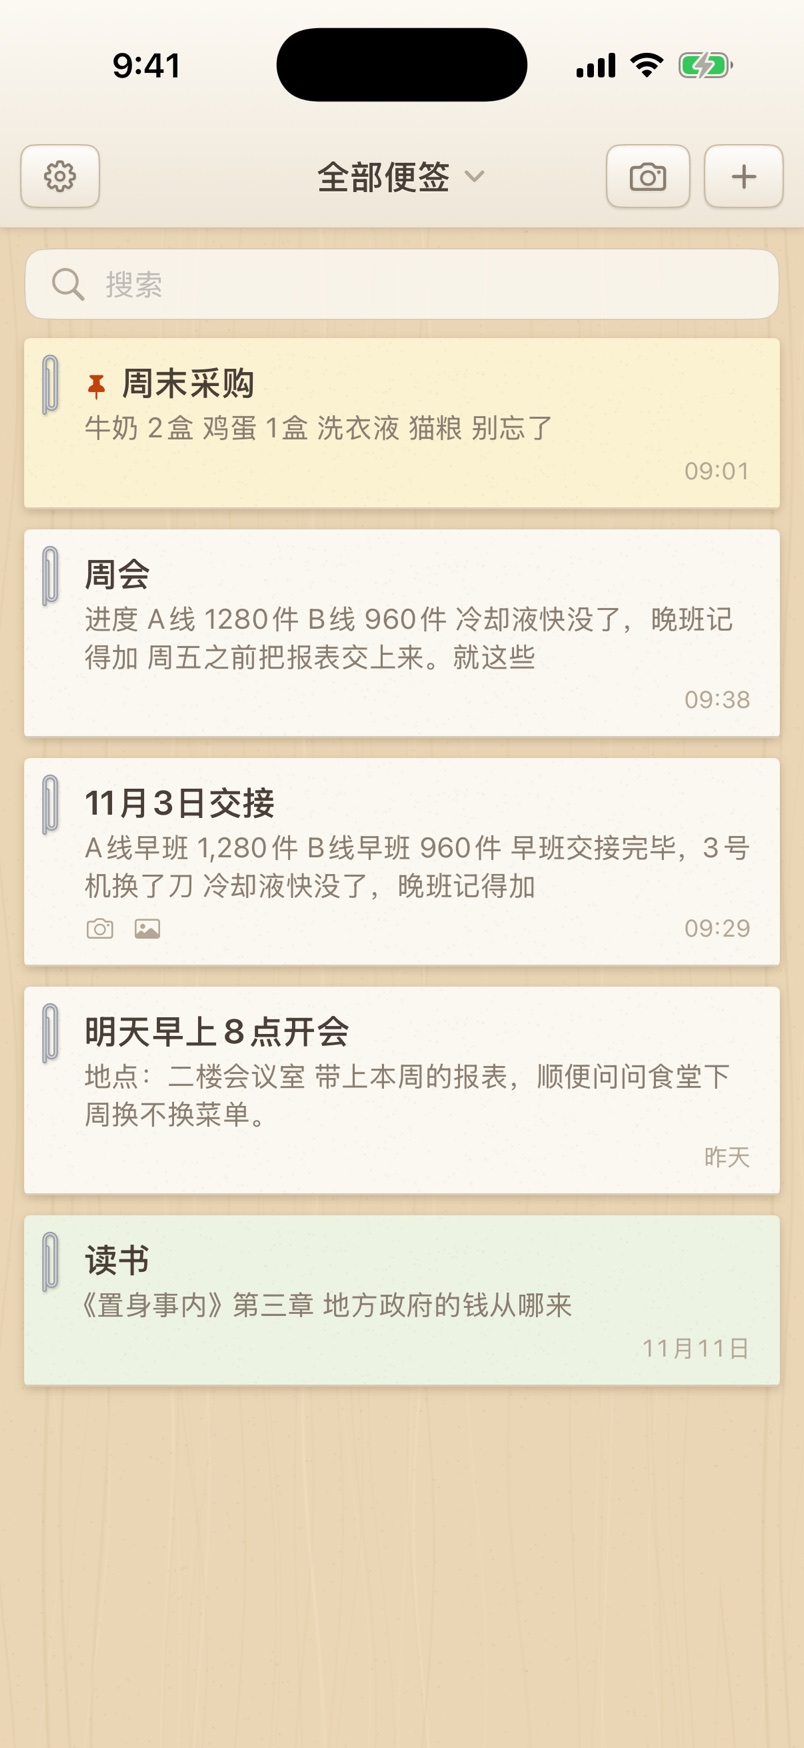 9:41
全部便签
搜索
周末采购
牛奶 2盒 鸡蛋 1盒 洗衣液 猫粮 别忘了
09:01
周会
进度 A线 1280件 B线 960件 冷却液快没了，晚班记
得加 周五之前把报表交上来。就这些
09:38
11月3日交接
A线早班 1,280件 B线早班 960件 早班交接完毕，3号
机换了刀 冷却液快没了，晚班记得加
09:29
明天早上8点开会
地点：二楼会议室 带上本周的报表，顺便问问食堂下
周换不换菜单。
昨天
读书
《置身事内》第三章 地方政府的钱从哪来
11月11日